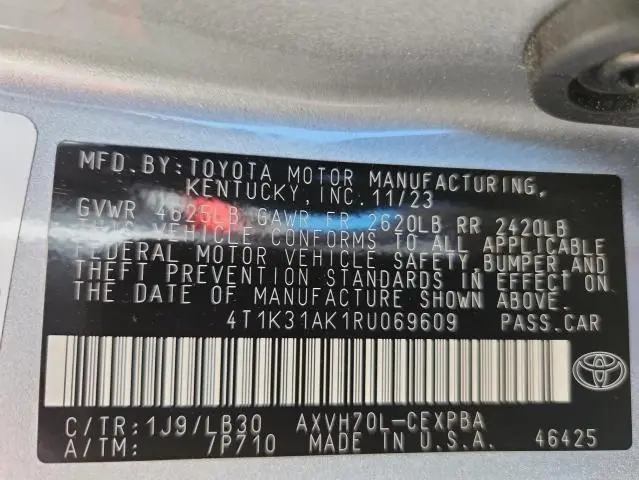 MFD. BY: TOYOTA MOTOR MANUFACTURING,
KENTUCKY, INC. 11/23
GVWR 4625LB GAWR FR 2620LB RR 2420LB
THIS VEHICLE CONFORMS TO ALL APPLICABLE
FEDERAL MOTOR VEHICLE SAFETY, BUMPER, AND
THEFT PREVENTION STANDARDS IN EFFECT ON
THE DATE OF MANUFACTURE SHOWN ABOVE.
4T1K31AK1RU069609 PASS.CAR
C/TR: 1J9/LB30 AXVH70L-CEXPBA
A/TM: 7P710 MADE IN U.S.A. 46425